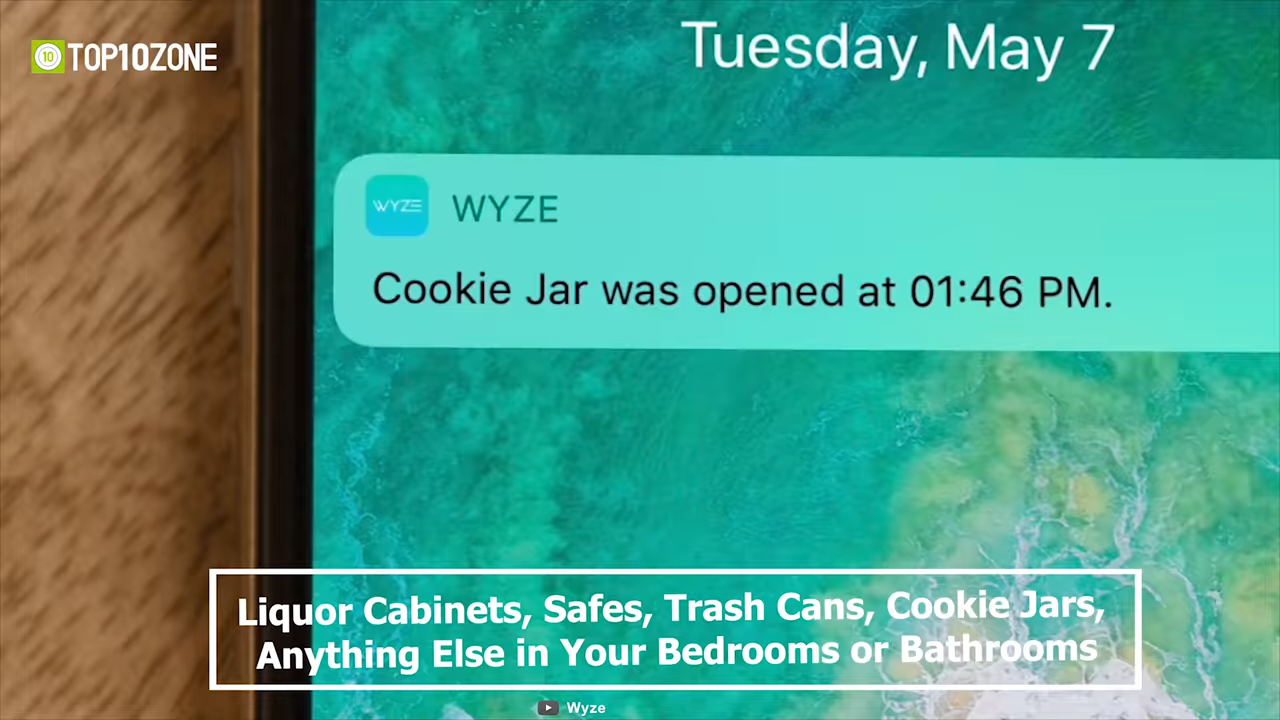 10 TOP10ZONE
Tuesday, May 7
WYZE WYZE
Cookie Jar was opened at 01:46 PM.
Liquor Cabinets, Safes, Trash Cans, Cookie Jars,
Anything Else in Your Bedrooms or Bathrooms
Wyze